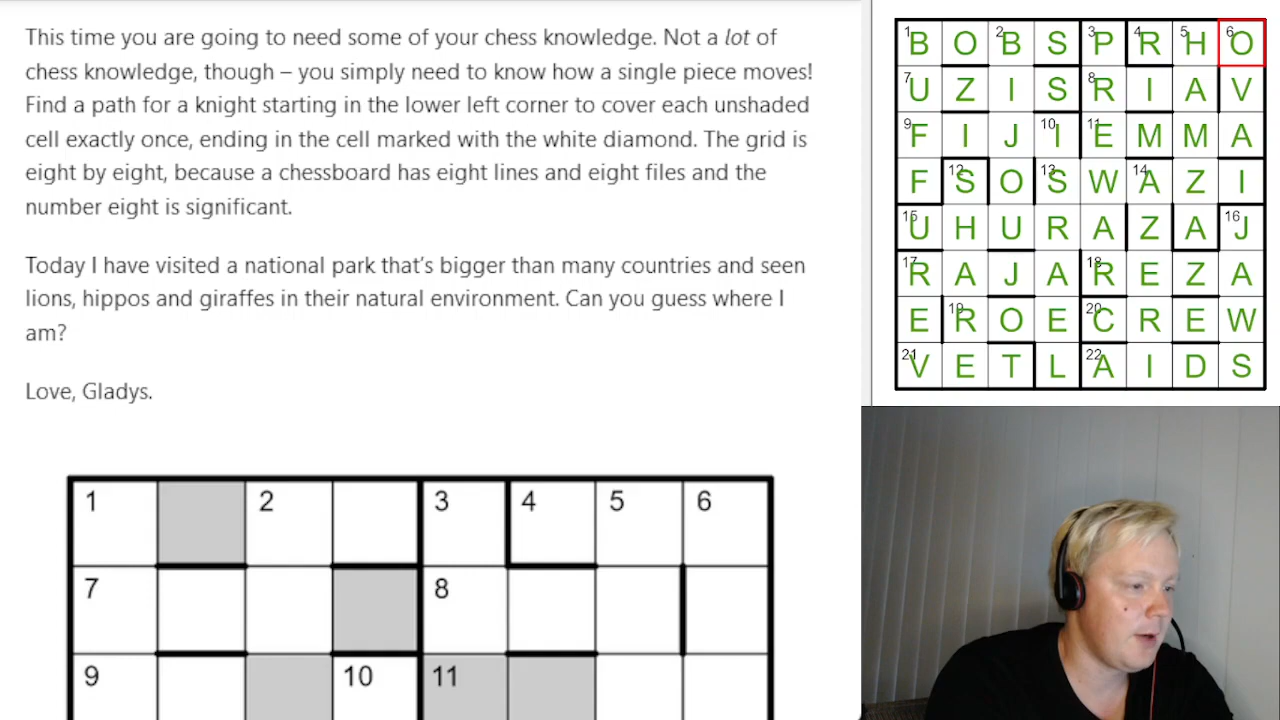 This time you are going to need some of your chess knowledge. Not a lot of
chess knowledge, though – you simply need to know how a single piece moves!
Find a path for a knight starting in the lower left corner to cover each unshaded
cell exactly once, ending in the cell marked with the white diamond. The grid is
eight by eight, because a chessboard has eight lines and eight files and the
number eight is significant.
Today I have visited a national park that's bigger than many countries and seen
lions, hippos and giraffes in their natural environment. Can you guess where I
am?
Love, Gladys.
1 2 3 4 5 6
7 8
9 10 11
1 B O 2 B S 3 P 4 R 5 H 6 O
7 U Z I S 8 R I A V
9 F I J 10 I 11 E M M A
F 12 S O 13 S W 14 A Z I
15 U H U R A Z A 16 J
17 R A J A 18 R E Z A
E 19 R O E 20 C R E W
21 V E T L 22 A I D S